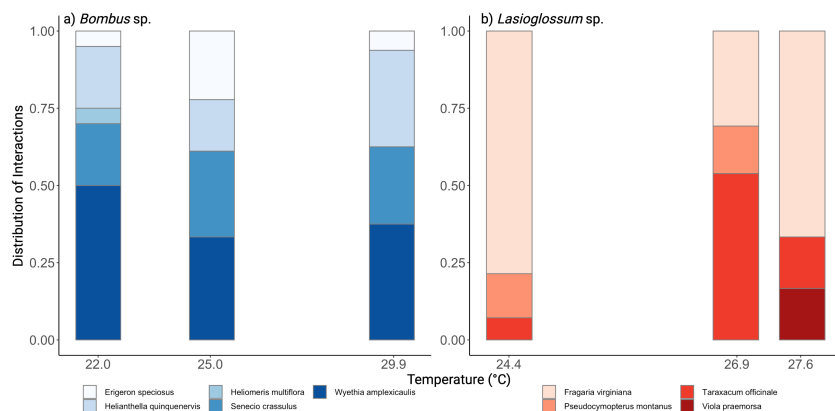 a) Bombus sp.
b) Lasioglossum sp.
Distribution of Interactions
1.00
0.75
0.50
0.25
0.00
22.0 25.0 29.9
1.00
0.75
0.50
0.25
0.00
24.4 26.9 27.6
Temperature (°C)
Erigeron speciosus Heliomeris multiflora Wyethia amplexicaulis
Helianthella quinquenervis Senecio crassulus
Fragaria virginiana Taraxacum officinale
Pseudocymopterus montanus Viola praemorsa